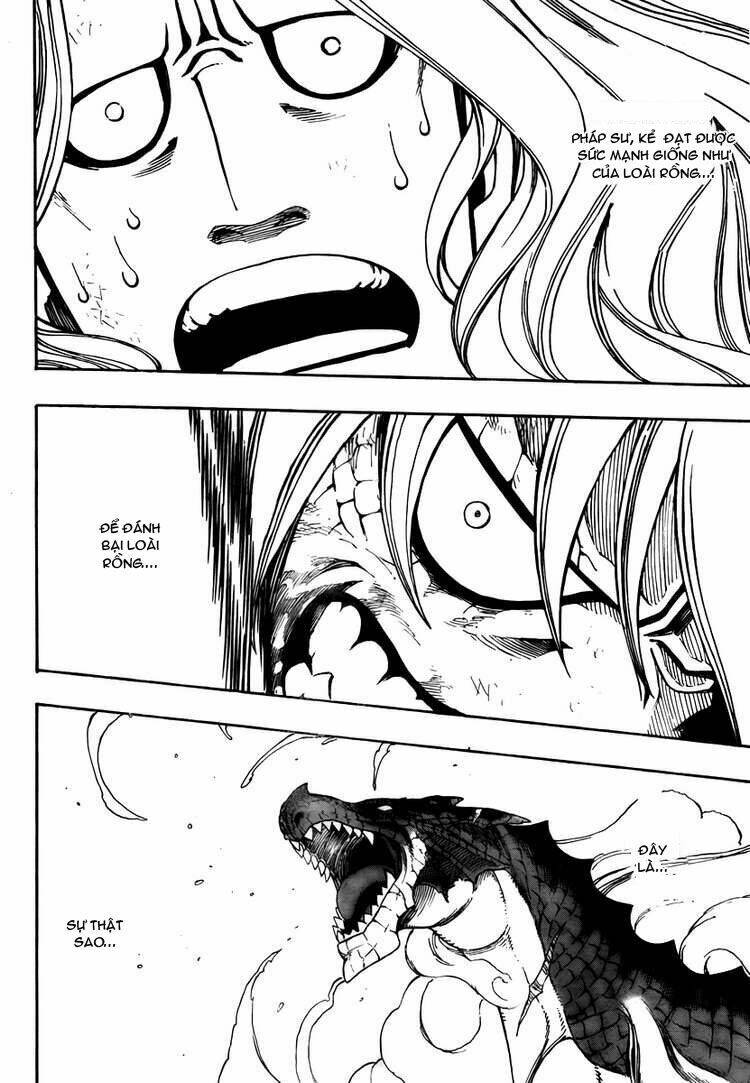 PHÁP SƯ, KẺ ĐẠT ĐƯỢC
SỨC MẠNH GIỐNG NHƯ
CỦA LOÀI RỒNG...
ĐỂ ĐÁNH
BẠI LOÀI
RỒNG....
ĐÂY
LÀ...
SỰ THẬT
SAO...